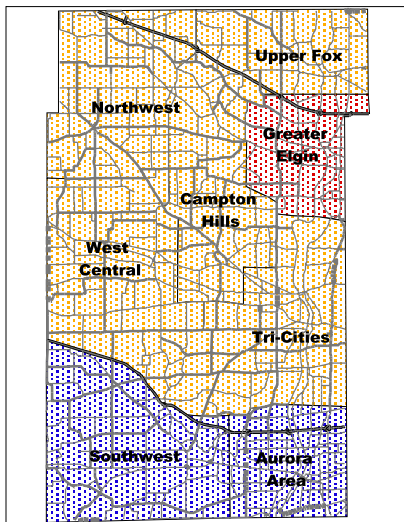 Upper Fox
Northwest
Greater
Elgin
Campton
Hills
West
Central
Tri-Cities
Southwest
Aurora
Area